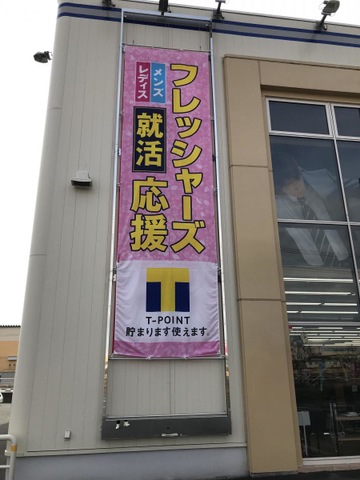 フレッシャーズ
メンズ
レディス
就活
応援
T
T-POINT
貯まります使えます